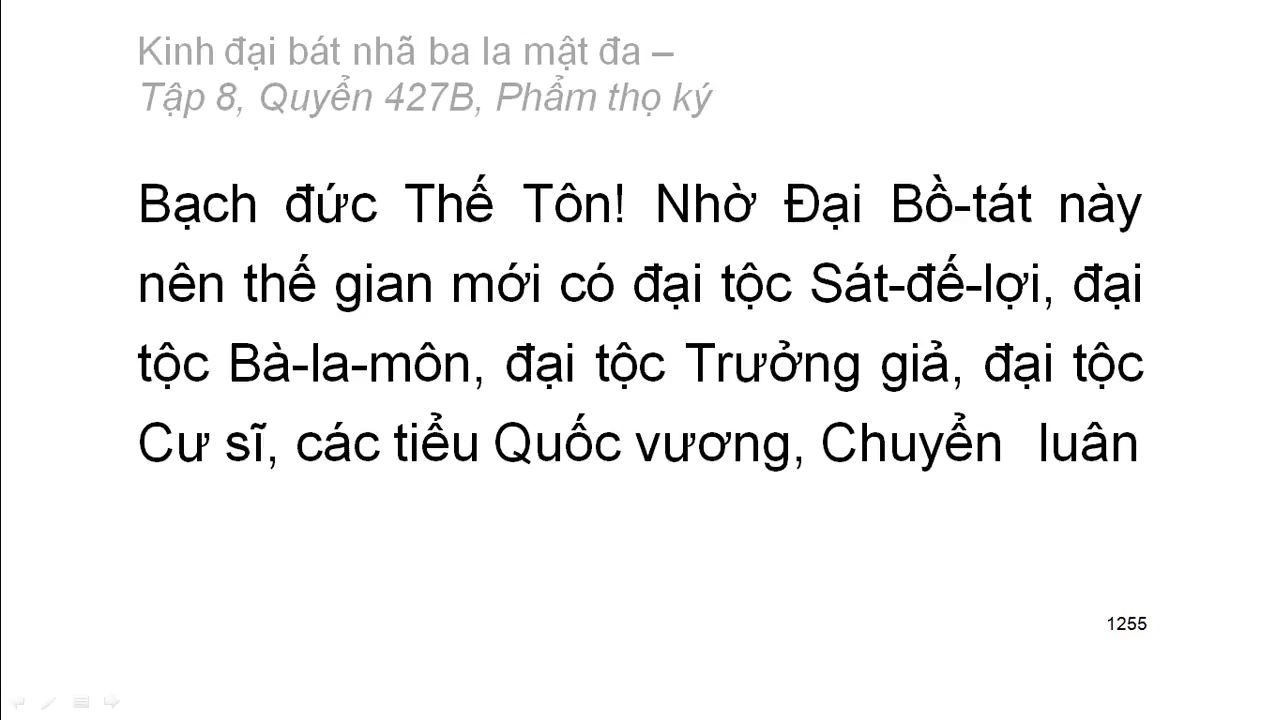 Kinh đại bát nhã ba la mật đa –
Tập 8, Quyển 427B, Phẩm thọ ký
Bạch đức Thế Tôn! Nhờ Đại Bồ-tát này
nên thế gian mới có đại tộc Sát-đế-lợi, đại
tộc Bà-la-môn, đại tộc Trưởng giả, đại tộc
Cư sĩ, các tiểu Quốc vương, Chuyển luân
1255